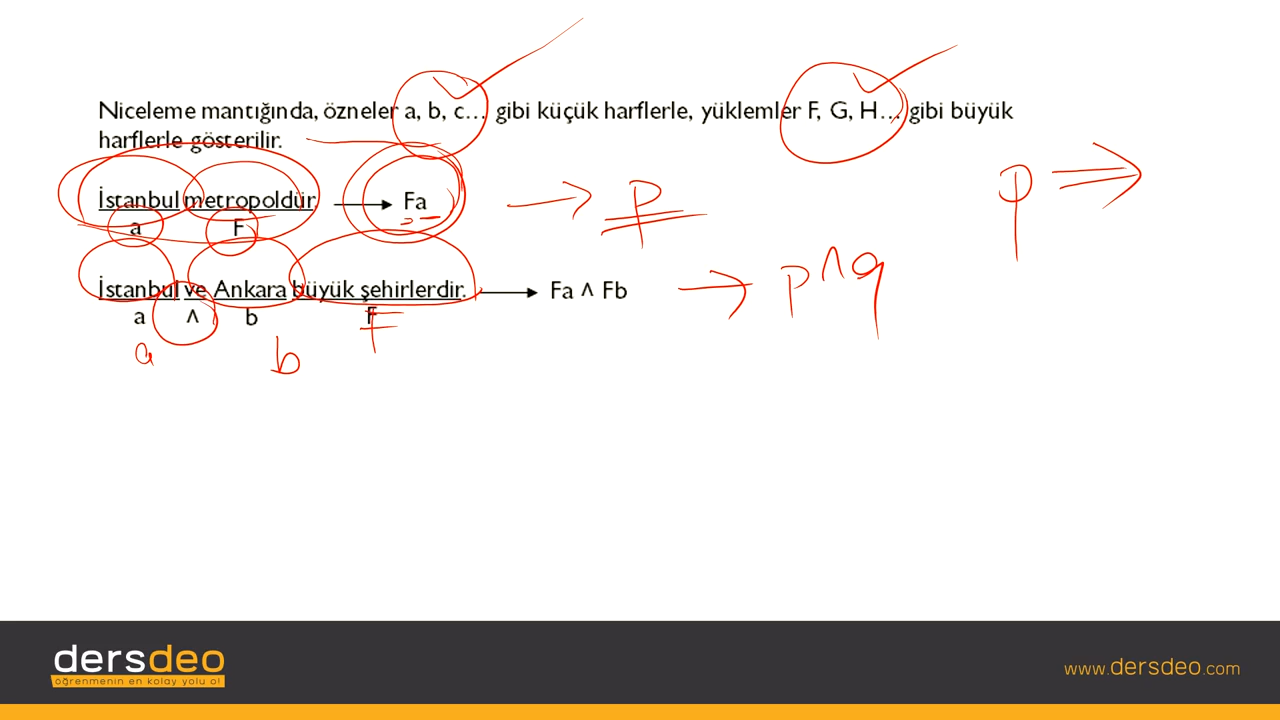 Niceleme mantığında, özneler a, b, c... gibi küçük harflerle, yüklemler F, G, H... gibi büyük
harflerle gösterilir.
İstanbul metropoldür. → Fa → p p ⇒
a F
İstanbul ve Ankara büyük şehirlerdir. → Fa ∧ Fb → p ∧ q
a ∧ b F
a b
dersdeo
öğrenmenin en kolay yolu o!
www.dersdeo.com